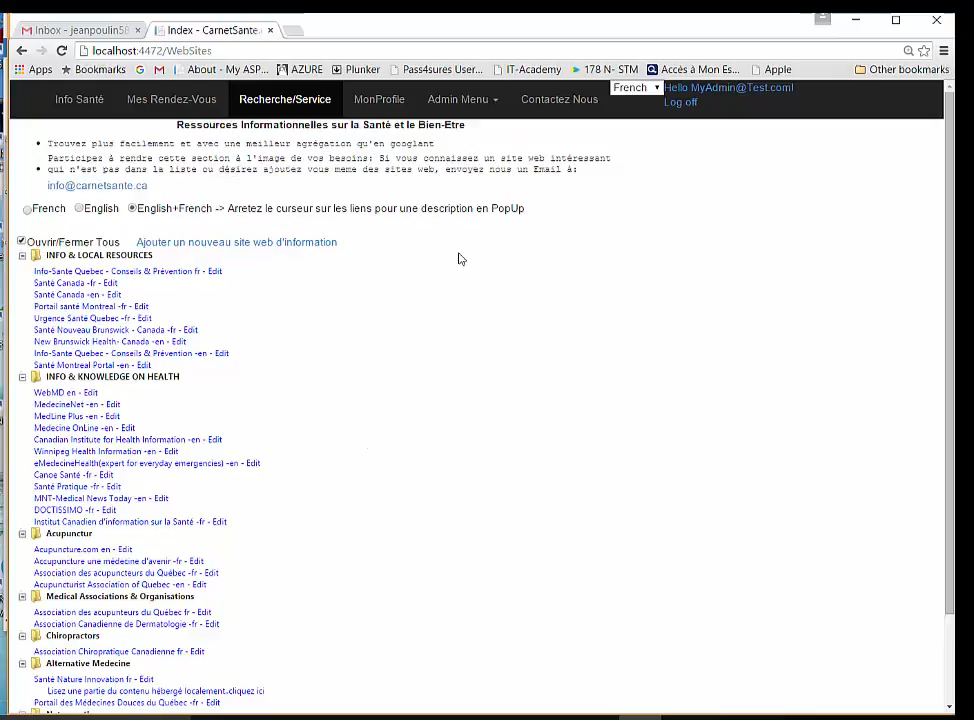 Inbox - jeanpoulin58
Index - CarnetSante.
localhost:4472/WebSites
Apps
Bookmarks
About - My ASP...
AZURE
Plunker
Pass4sures User...
IT-Academy
178 N- STM
Accès à Mon Es...
Apple
Other bookmarks
Info Santé
Mes Rendez-Vous
Recherche/Service
MonProfile
Admin Menu
Contactez Nous
French
Hello MyAdmin@Test.com!
Log off
Ressources Informationnelles sur la Santé et le Bien-Etre
Trouvez plus facilement et avec une meilleur agrégation qu'en googlant
Participez à rendre cette section à l'image de vos besoins: Si vous connaissez un site web intéressant
qui n'est pas dans la liste ou désirez ajoutez vous meme des sites web, envoyez nous un Email à:
info@carnetsante.ca
French English English+French -> Arretez le curseur sur les liens pour une description en PopUp
Ouvrir/Fermer Tous Ajouter un nouveau site web d'information
INFO & LOCAL RESOURCES
Info-Sante Quebec - Conseils & Prévention fr - Edit
Santé Canada -fr - Edit
Santé Canada -en - Edit
Portail santé Montreal -fr - Edit
Urgence Santé Quebec -fr - Edit
Santé Nouveau Brunswick - Canada -fr - Edit
New Brunswick Health- Canada -en - Edit
Info-Sante Quebec - Conseils & Prévention -en - Edit
Santé Montreal Portal -en - Edit
INFO & KNOWLEDGE ON HEALTH
WebMD en - Edit
MedecineNet -en - Edit
MedLine Plus -en - Edit
Medecine OnLine -en - Edit
Canadian Institute for Health Information -en - Edit
Winnipeg Health Information -en - Edit
eMedecineHealth(expert for everyday emergencies) -en - Edit
Canoe Santé -fr - Edit
Santé Pratique -fr - Edit
MNT-Medical News Today -en - Edit
DOCTISSIMO -fr - Edit
Institut Canadien d'information sur la Santé -fr - Edit
Acupunctur
Acupuncture.com en - Edit
Accupuncture une médecine d'avenir -fr - Edit
Association des acupuncteurs du Québec -fr - Edit
Acupuncturist Association of Quebec -en - Edit
Medical Associations & Organisations
Association des acupunteurs du Québec fr - Edit
Association Canadienne de Dermatologie -fr - Edit
Chiropractors
Association Chiropratique Canadienne fr - Edit
Alternative Medecine
Santé Nature Innovation fr - Edit
Lisez une partie du contenu hébergé localement.cliquez ici
Portail des Médecines Douces du Québec -fr - Edit